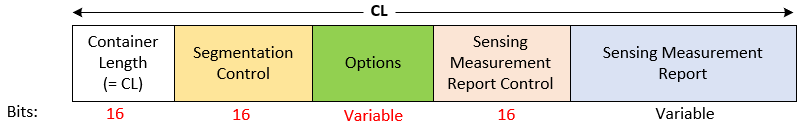 CL
Container
Length
(= CL)
Segmentation
Control
Options
Sensing
Measurement
Report Control
Sensing Measurement
Report
Bits: 16 16 Variable 16 Variable